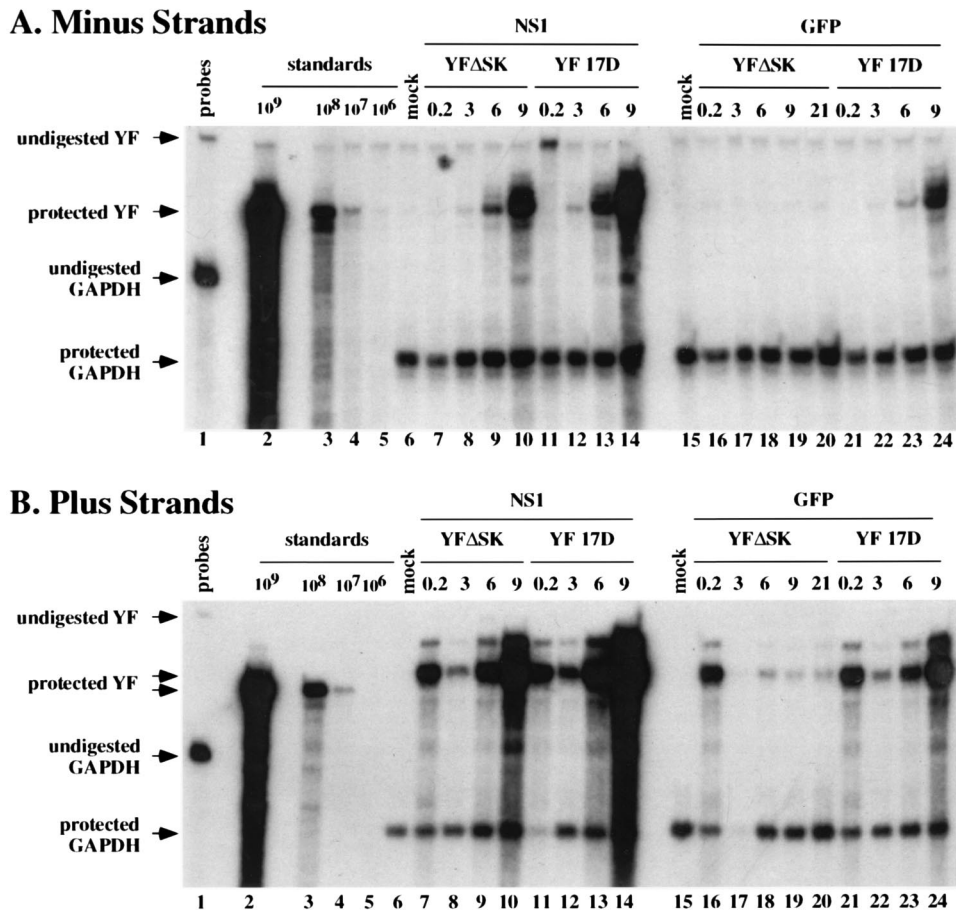 A. Minus Strands
NS1 GFP
probes standards mock YFΔSK YF 17D mock YFΔSK YF 17D
10⁹ 10⁸ 10⁷ 10⁶ 0.2 3 6 9 0.2 3 6 9 0.2 3 6 9 21 0.2 3 6 9
undigested YF
protected YF
undigested
GAPDH
protected
GAPDH
1 2 3 4 5 6 7 8 9 10 11 12 13 14 15 16 17 18 19 20 21 22 23 24
B. Plus Strands
NS1 GFP
probes standards mock YFΔSK YF 17D mock YFΔSK YF 17D
10⁹ 10⁸ 10⁷ 10⁶ 0.2 3 6 9 0.2 3 6 9 0.2 3 6 9 21 0.2 3 6 9
undigested YF
protected YF
undigested
GAPDH
protected
GAPDH
1 2 3 4 5 6 7 8 9 10 11 12 13 14 15 16 17 18 19 20 21 22 23 24